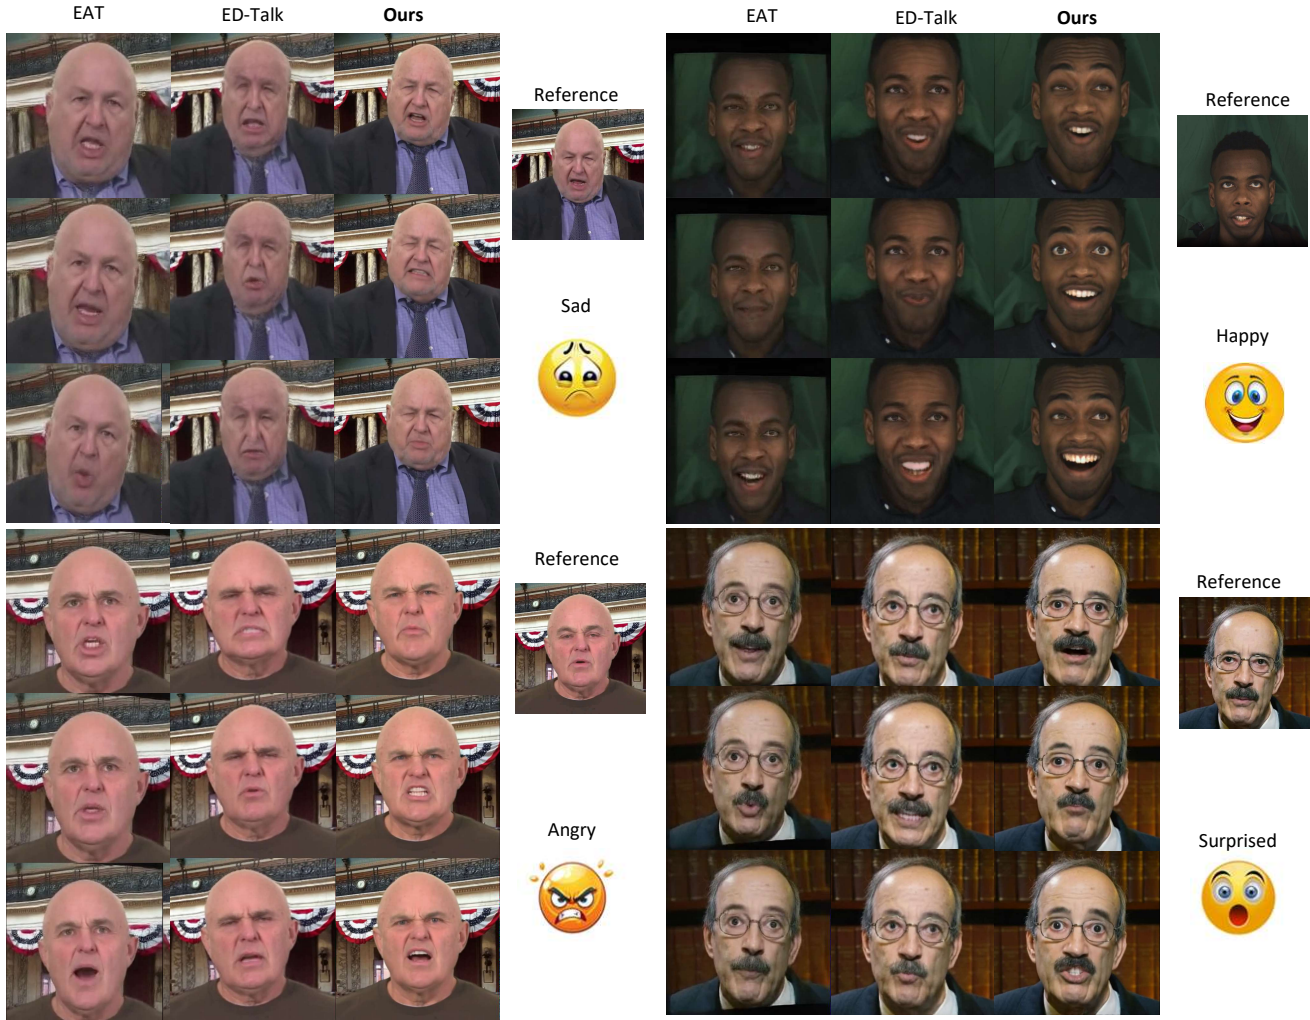 EAT ED-Talk Ours
Reference
Sad
EAT ED-Talk Ours
Reference
Happy
Reference
Angry
Reference
Surprised